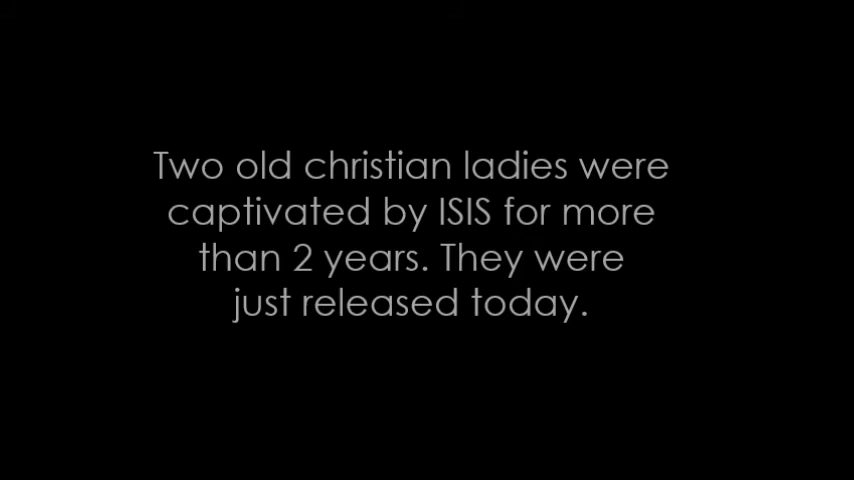 Two old christian ladies were
captivated by ISIS for more
than 2 years. They were
just released today.